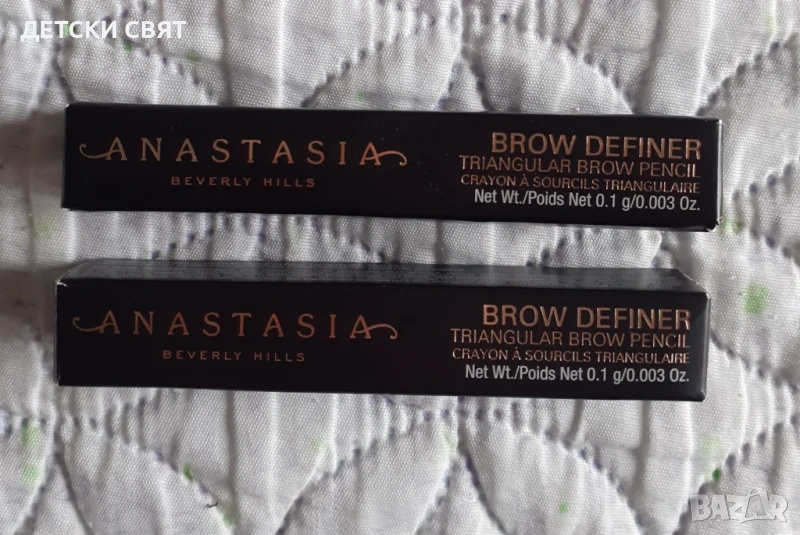 ДЕТСКИ СВЯТ
ANASTASIA
BEVERLY HILLS
BROW DEFINER
TRIANGULAR BROW PENCIL
CRAYON À SOURCILS TRIANGULAIRE
Net Wt./Poids Net 0.1 g/0.003 Oz.
ANASTASIA
BEVERLY HILLS
BROW DEFINER
TRIANGULAR BROW PENCIL
CRAYON À SOURCILS TRIANGULAIRE
Net Wt./Poids Net 0.1 g/0.003 Oz.
BAZAR